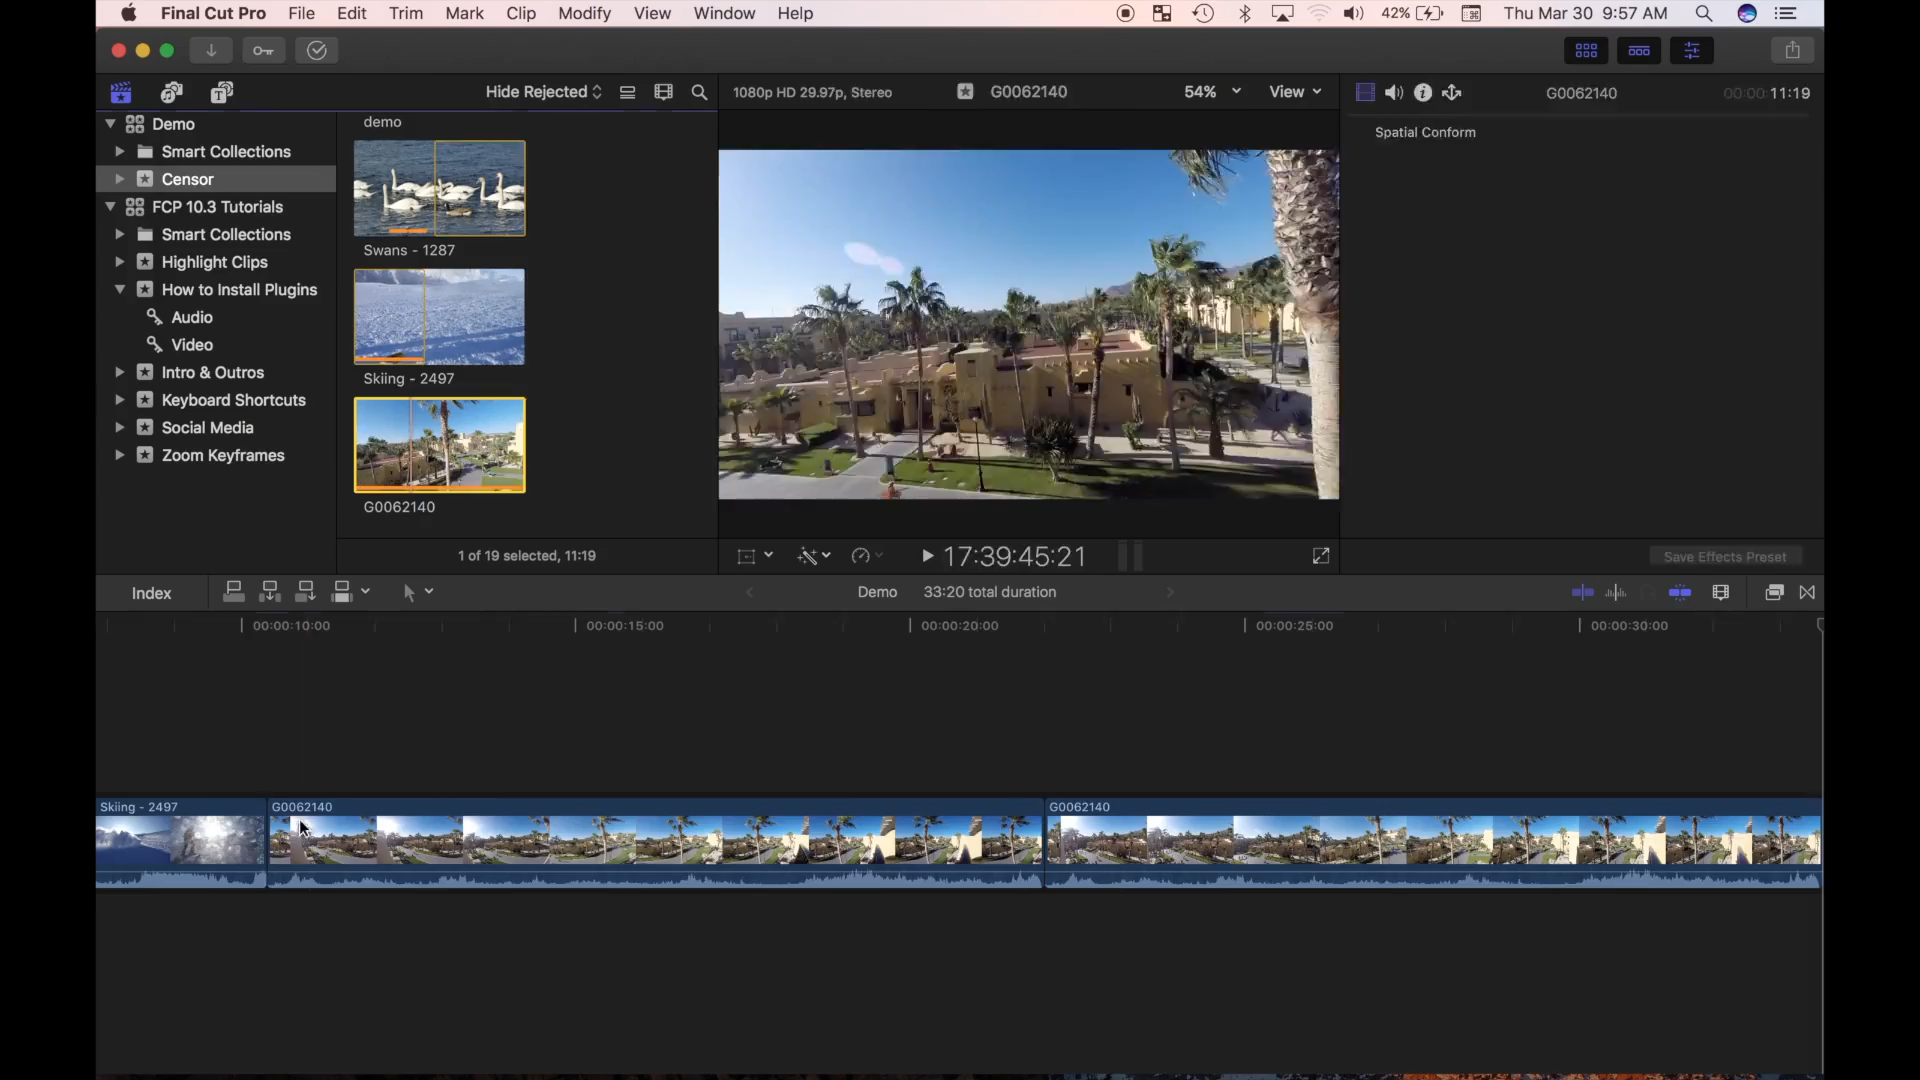 Final Cut Pro File Edit Trim Mark Clip Modify View Window Help 42% Thu Mar 30 9:57 AM
Hide Rejected 1080p HD 29.97p, Stereo G0062140 54% View G0062140 00:00:11:19
Demo
Smart Collections
Censor
FCP 10.3 Tutorials
Smart Collections
Highlight Clips
How to Install Plugins
Audio
Video
Intro & Outros
Keyboard Shortcuts
Social Media
Zoom Keyframes
demo
Swans - 1287
Skiing - 2497
G0062140
1 of 19 selected, 11:19
17:39:45:21
Spatial Conform
Save Effects Preset
Index Demo 33:20 total duration
00:00:10:00 00:00:15:00 00:00:20:00 00:00:25:00 00:00:30:00
Skiing - 2497 G0062140 G0062140